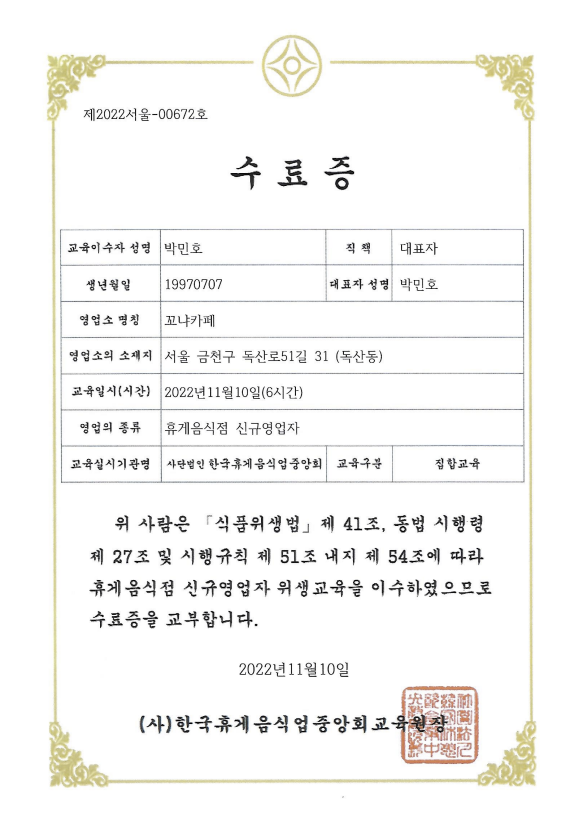 제2022서울-00672호
수료증
교육이수자 성명 박민호 직 책 대표자
생년월일 19970707 대표자 성명 박민호
영업소 명칭 꼬냐카페
영업소의 소재지 서울 금천구 독산로51길 31 (독산동)
교육일시(시간) 2022년11월10일(6시간)
영업의 종류 휴게음식점 신규영업자
교육실시기관명 사단법인한국휴게음식업중앙회 교육구분 집합교육
위 사람은 「식품위생법」제 41조, 동법 시행령
제 27조 및 시행규칙 제 51조 내지 제 54조에 따라
휴게음식점 신규영업자 위생교육을 이수하였으므로
수료증을 교부합니다.
2022년11월10일
(사)한국휴게음식업중앙회교육원장